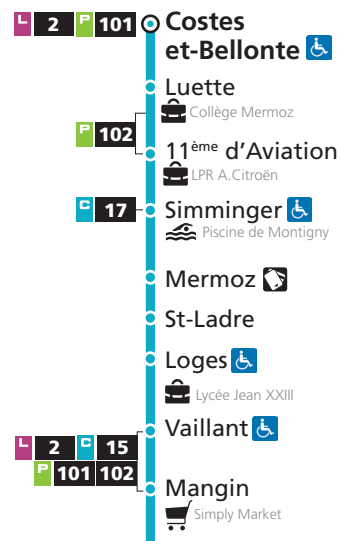 L 2 P 101 Costes
et-Bellonte
Luette
Collège Mermoz
P 102
11ème d'Aviation
LPR A.Citroën
C 17 Simminger
Piscine de Montigny
Mermoz
St-Ladre
Loges
Lycée Jean XXIII
Vaillant
L 2 C 15
P 101 102
Mangin
Simply Market